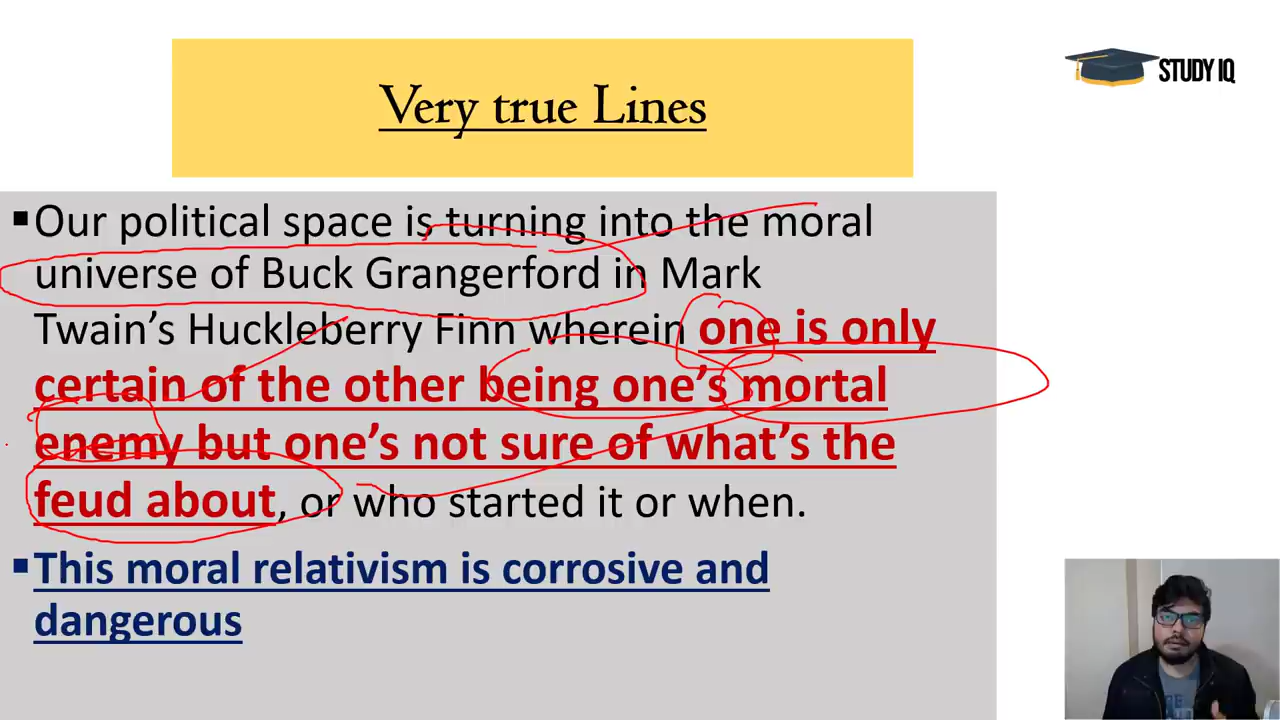 STUDY IQ
Very true Lines
▪Our political space is turning into the moral
universe of Buck Grangerford in Mark
Twain’s Huckleberry Finn wherein one is only
certain of the other being one’s mortal
enemy but one’s not sure of what’s the
feud about, or who started it or when.
▪This moral relativism is corrosive and
dangerous